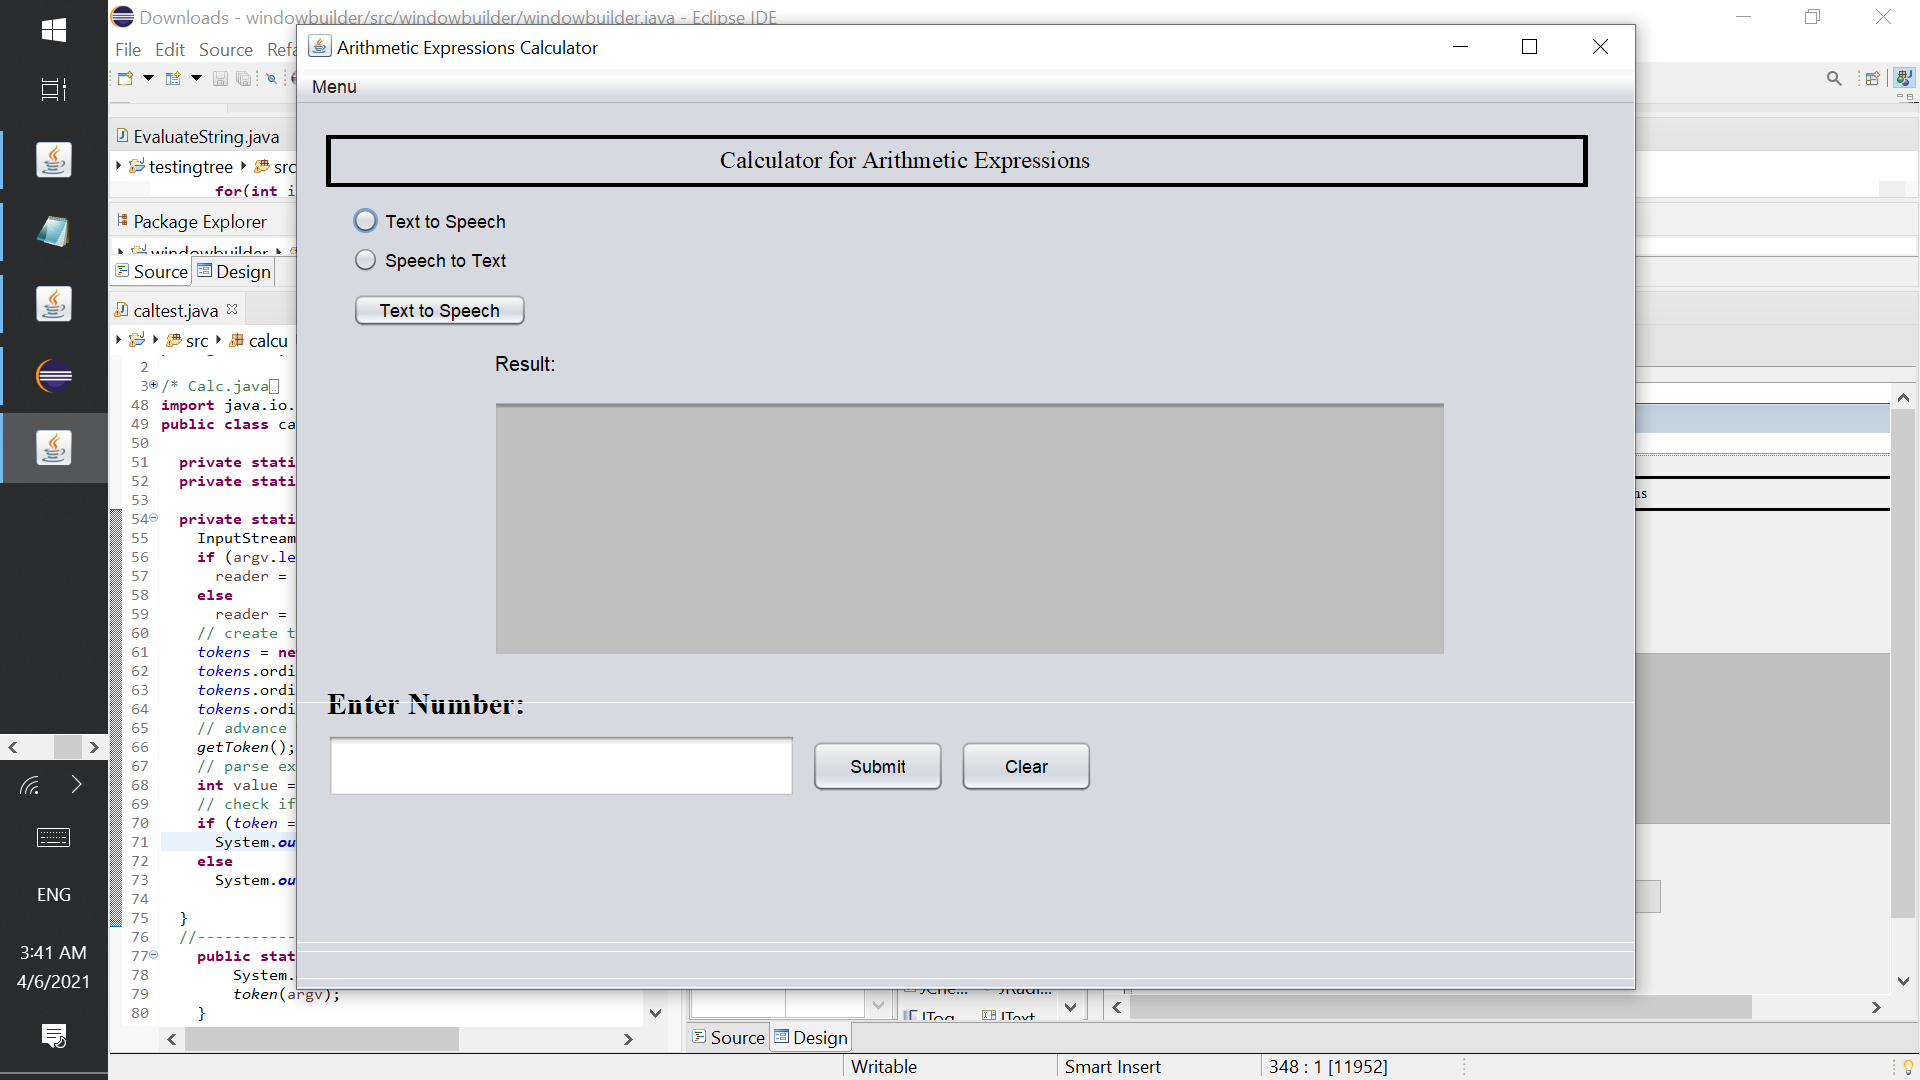 Downloads - windowbuilder/src/windowbuilder/windowbuilder.java - Eclipse IDE
File Edit Source
Arithmetic Expressions Calculator
Menu
Calculator for Arithmetic Expressions
Text to Speech
Speech to Text
Text to Speech
Result:
Enter Number:
Submit
Clear
EvaluateString.java
testingtree src
for(int i
Package Explorer
windowbuilder
Source Design
caltest.java
src calcu
2
3 /* Calc.java
48 import java.io.
49 public class ca
50
51 private stati
52 private stati
53
54 private stati
55 InputStream
56 if (argv.le
57 reader =
58 else
59 reader =
60 // create t
61 tokens = ne
62 tokens.ordi
63 tokens.ordi
64 tokens.ordi
65 // advance
66 getToken();
67 // parse ex
68 int value =
69 // check if
70 if (token =
71 System.ou
72 else
73 System.ou
74
75 }
76 //-----------
77 public stat
78 System.
79 token(argv);
80 }
ns
Source Design
Writable
Smart Insert
348 : 1 [11952]
ENG
3:41 AM
4/6/2021